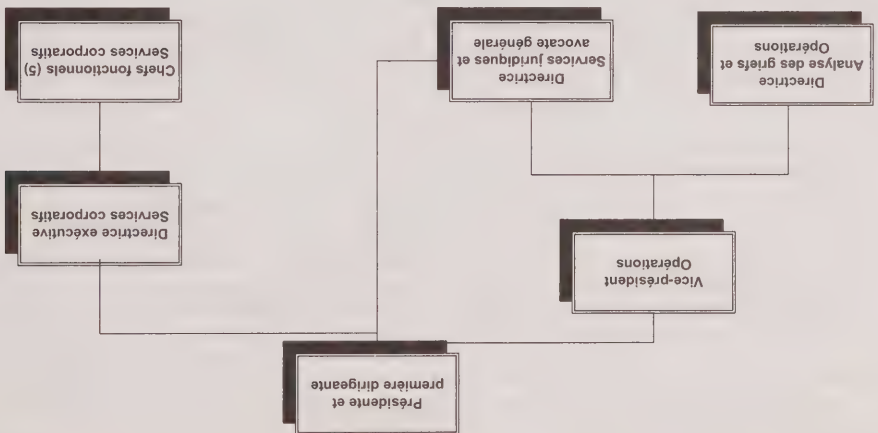 Présidente et
première dirigeante
Vice-président
Opérations
Directrice exécutive
Services corporatifs
Directrice
Analyse des griefs et
Opérations
Directrice
Services juridiques et
avocate générale
Chefs fonctionnels (5)
Services corporatifs